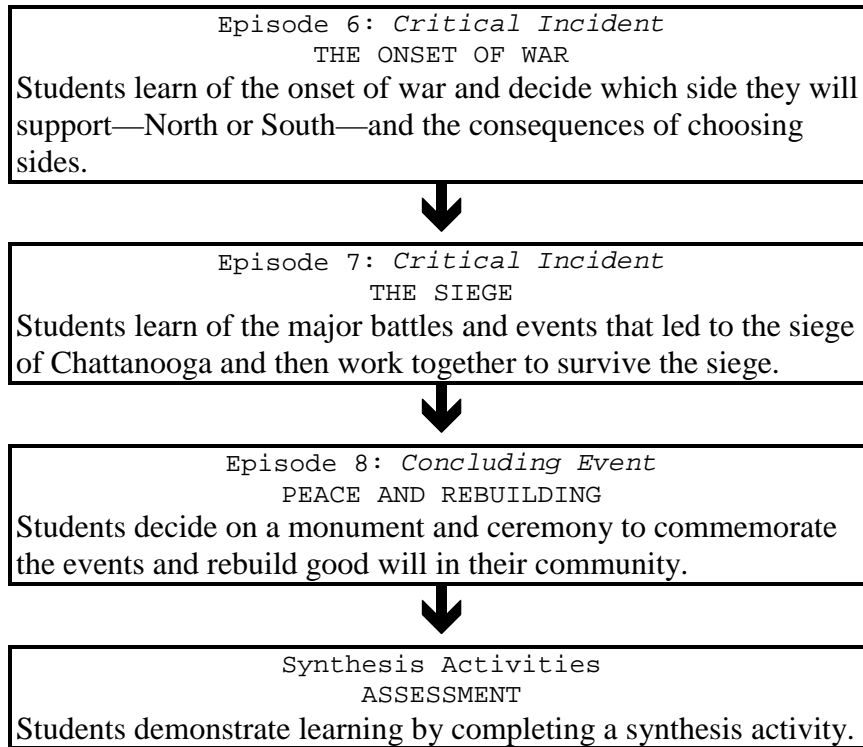 Episode 6: Critical Incident
THE ONSET OF WAR
Students learn of the onset of war and decide which side they will
support—North or South—and the consequences of choosing
sides.
Episode 7: Critical Incident
THE SIEGE
Students learn of the major battles and events that led to the siege
of Chattanooga and then work together to survive the siege.
Episode 8: Concluding Event
PEACE AND REBUILDING
Students decide on a monument and ceremony to commemorate
the events and rebuild good will in their community.
Synthesis Activities
ASSESSMENT
Students demonstrate learning by completing a synthesis activity.